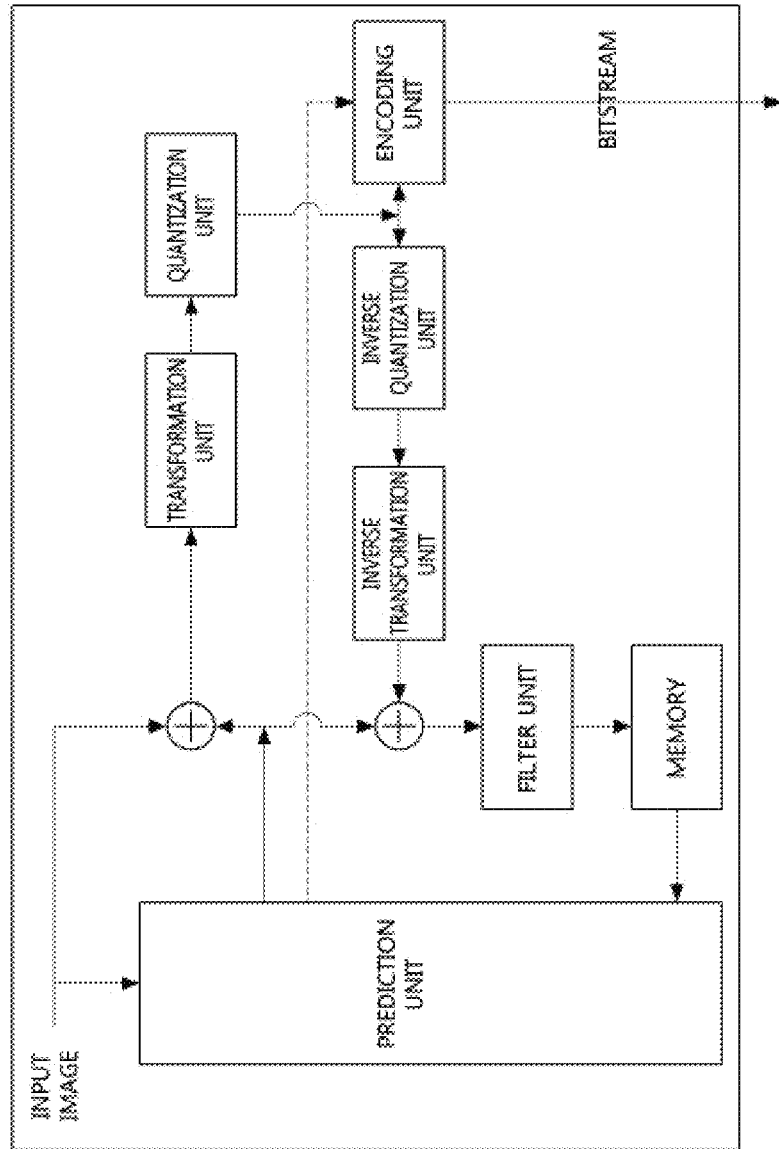 INPUT
IMAGE
PREDICTION
UNIT
TRANSFORMATION
UNIT
QUANTIZATION
UNIT
INVERSE
TRANSFORMATION
UNIT
INVERSE
QUANTIZATION
UNIT
ENCODING
UNIT
FILTER UNIT
MEMORY
BITSTREAM